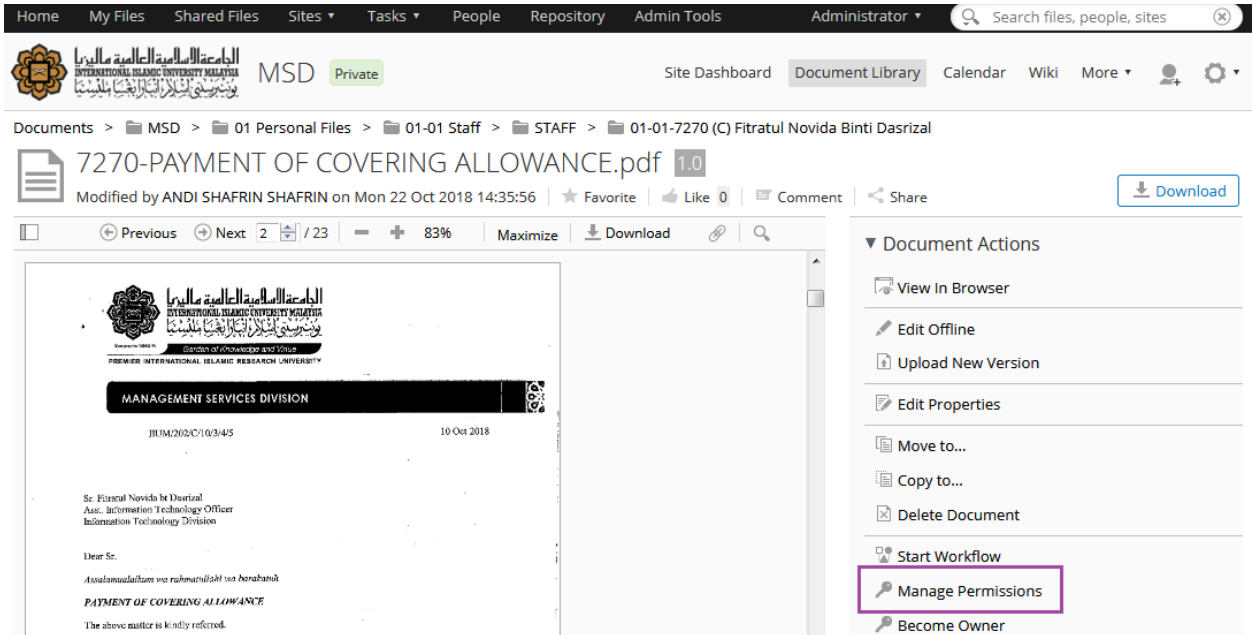 Home My Files Shared Files Sites ▾ Tasks ▾ People Repository Admin Tools Administrator ▾ Search files, people, sites
الجامعة الإسلامية العالمية ماليزيا
INTERNATIONAL ISLAMIC UNIVERSITY MALAYSIA
MSD Private
Site Dashboard Document Library Calendar Wiki More ▾
Documents > MSD > 01 Personal Files > 01-01 Staff > STAFF > 01-01-7270 (C) Fitratul Novida Binti Dasrizal
7270-PAYMENT OF COVERING ALLOWANCE.pdf 1.0
Modified by ANDI SHAFRIN SHAFRIN on Mon 22 Oct 2018 14:35:56 Favorite Like 0 Comment Share
Download
Previous Next 2 / 23 83% Maximize Download
الجامعة الإسلامية العالمية ماليزيا
INTERNATIONAL ISLAMIC UNIVERSITY MALAYSIA
Garden of Knowledge and Virtue
PREMIER INTERNATIONAL ISLAMIC RESEARCH UNIVERSITY
MANAGEMENT SERVICES DIVISION
IIUM/202/C/10/3/4/5 10 Oct 2018
Sr. Fitratul Novida bt Dasrizal
Asst. Information Technology Officer
Information Technology Division
Dear Sr.
Assalamualaikum wa rahmatullahi wa barakatuh
PAYMENT OF COVERING ALLOWANCE
The above matter is kindly referred.
▼ Document Actions
View In Browser
Edit Offline
Upload New Version
Edit Properties
Move to...
Copy to...
Delete Document
Start Workflow
Manage Permissions
Become Owner